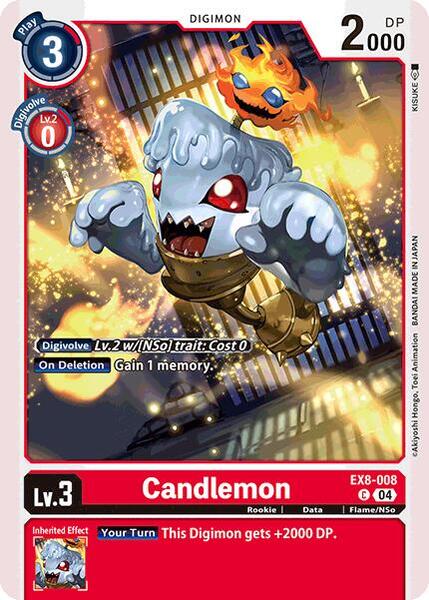 DIGIMON
Play
3
2000 DP
Digivolve
Lv.2
0
KISUKE
©Akiyoshi Hongo, Toei Animation BANDAI MADE IN JAPAN
Digivolve Lv.2 w/[NSo] trait: Cost 0
On Deletion Gain 1 memory.
Lv.3
Candlemon
EX8-008
C 04
Rookie | Data | Flame/NSo
Inherited Effect
Your Turn This Digimon gets +2000 DP.